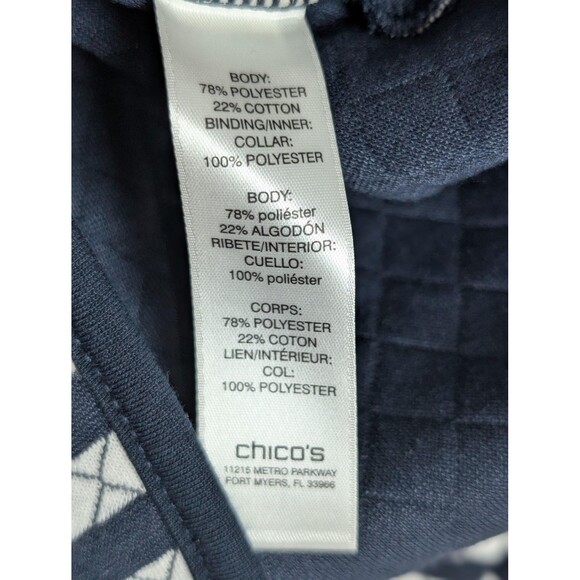 BODY:
78% POLYESTER
22% COTTON
BINDING/INNER:
COLLAR:
100% POLYESTER
BODY:
78% poliéster
22% ALGODÓN
RIBETE/INTERIOR:
CUELLO:
100% poliéster
CORPS:
78% POLYESTER
22% COTON
LIEN/INTÉRIEUR:
COL:
100% POLYESTER
chico's
11215 METRO PARKWAY
FORT MYERS, FL 33966